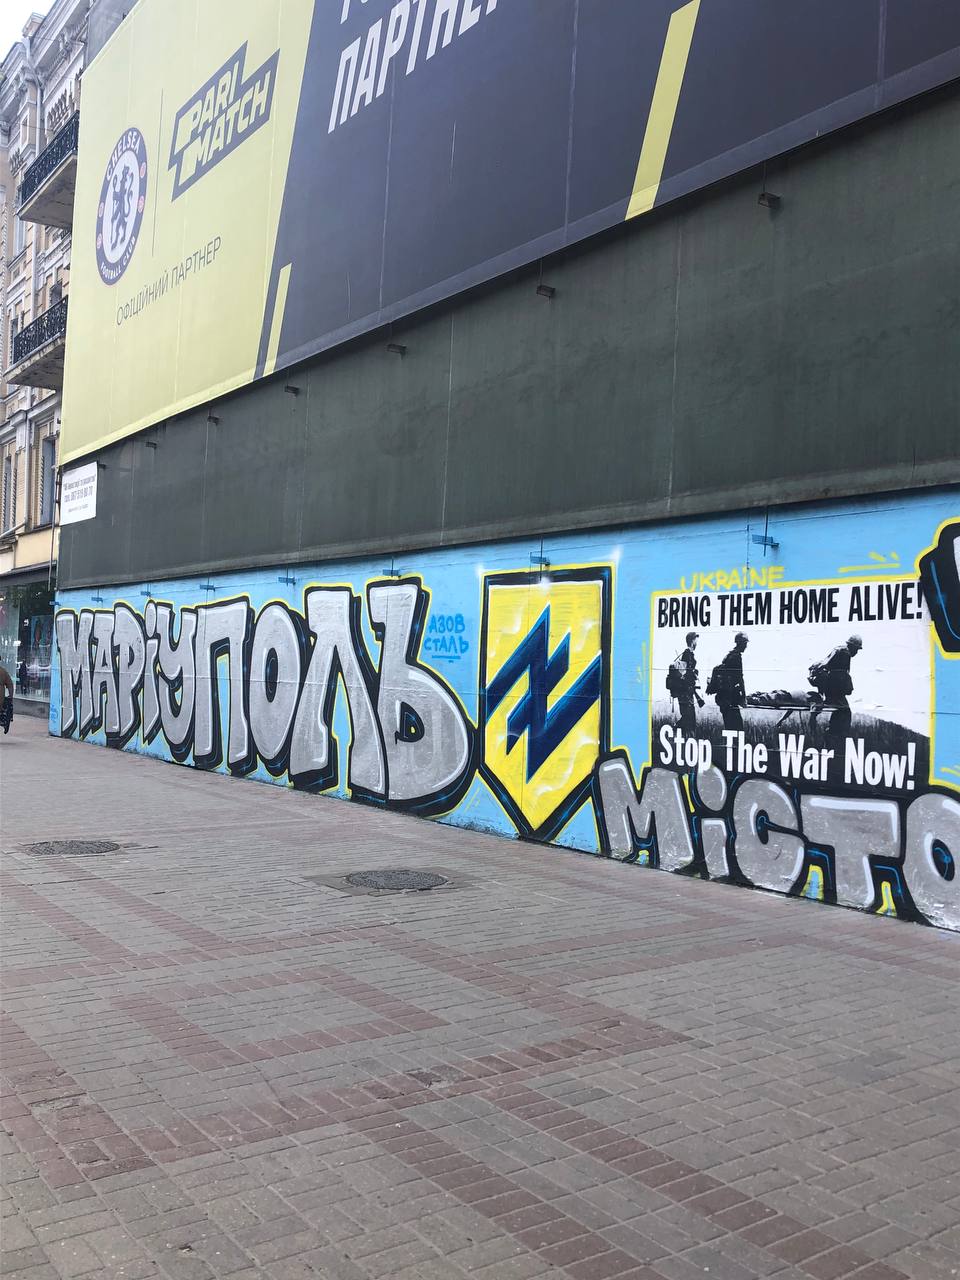 ПАРТНЕ
CHELSEA
FOOTBALL CLUB
PARI
MATCH
ОФІЦІЙНИЙ ПАРТНЕР
МАРІУПОЛЬ
АЗОВ
СТАЛЬ
UKRAINE
BRING THEM HOME ALIVE!
Stop The War Now!
МіСТО